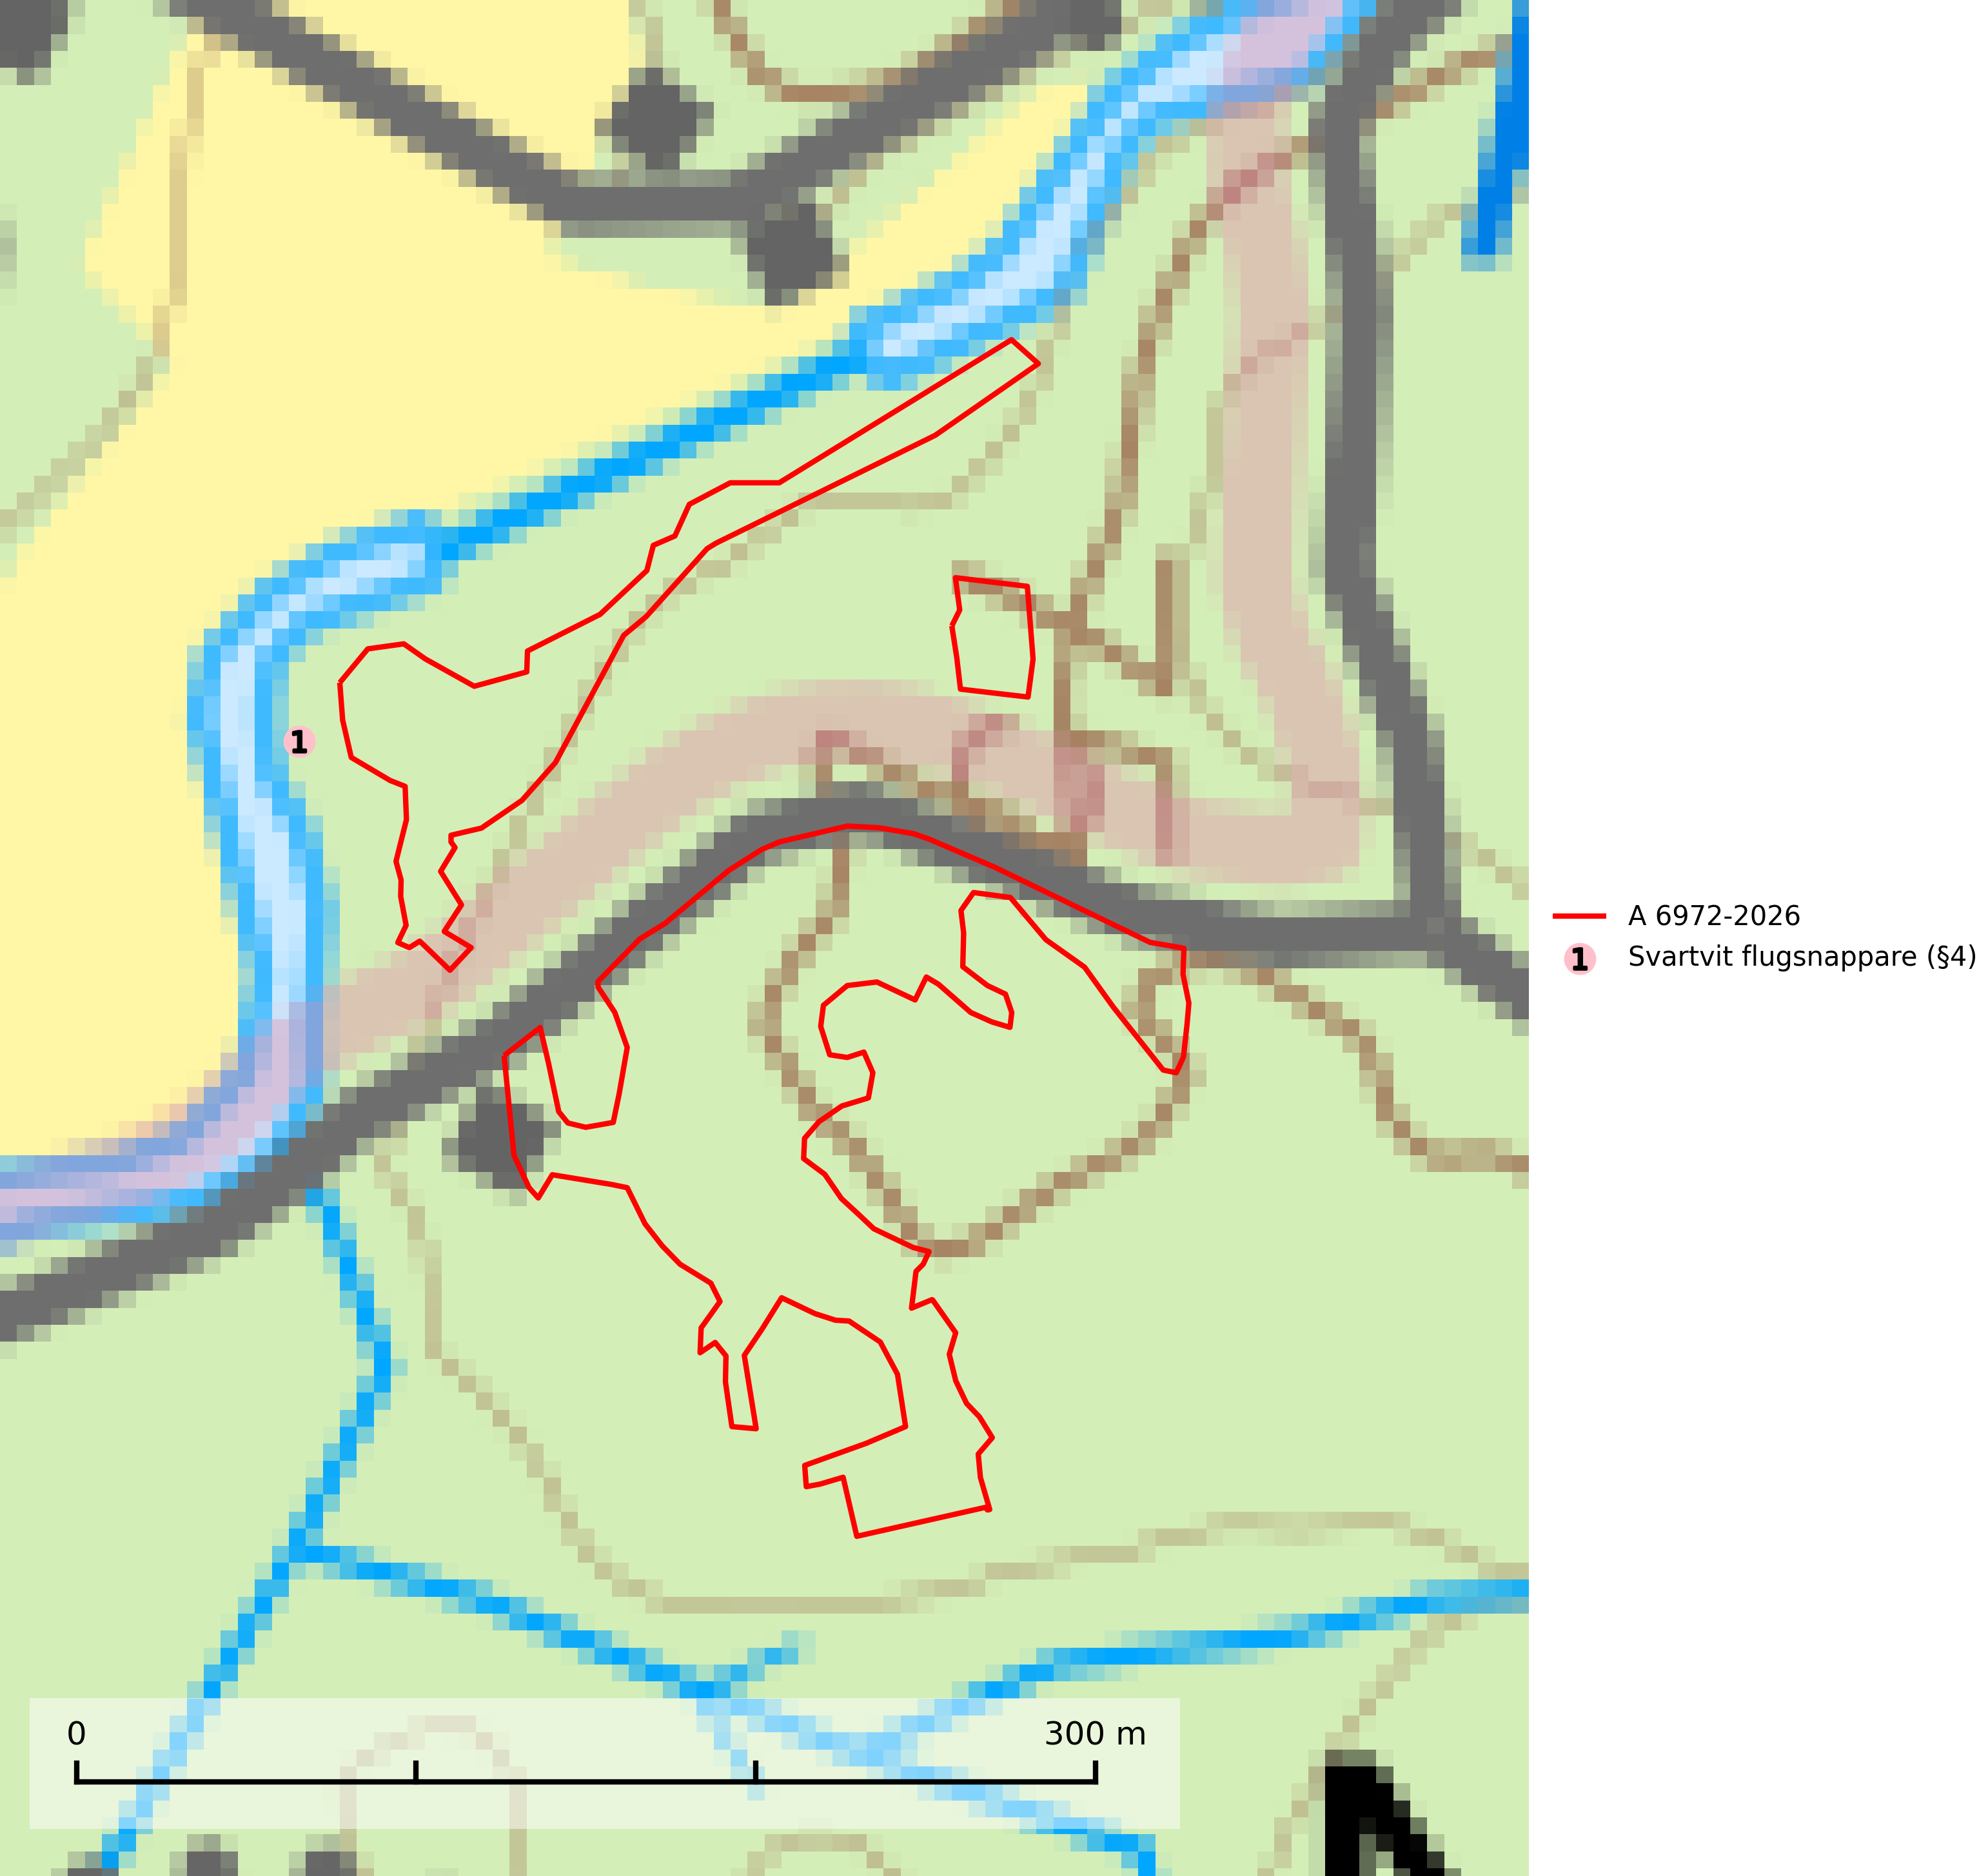 1
A 6972-2026
1 Svartvit flugsnappare (§4)
0 300 m